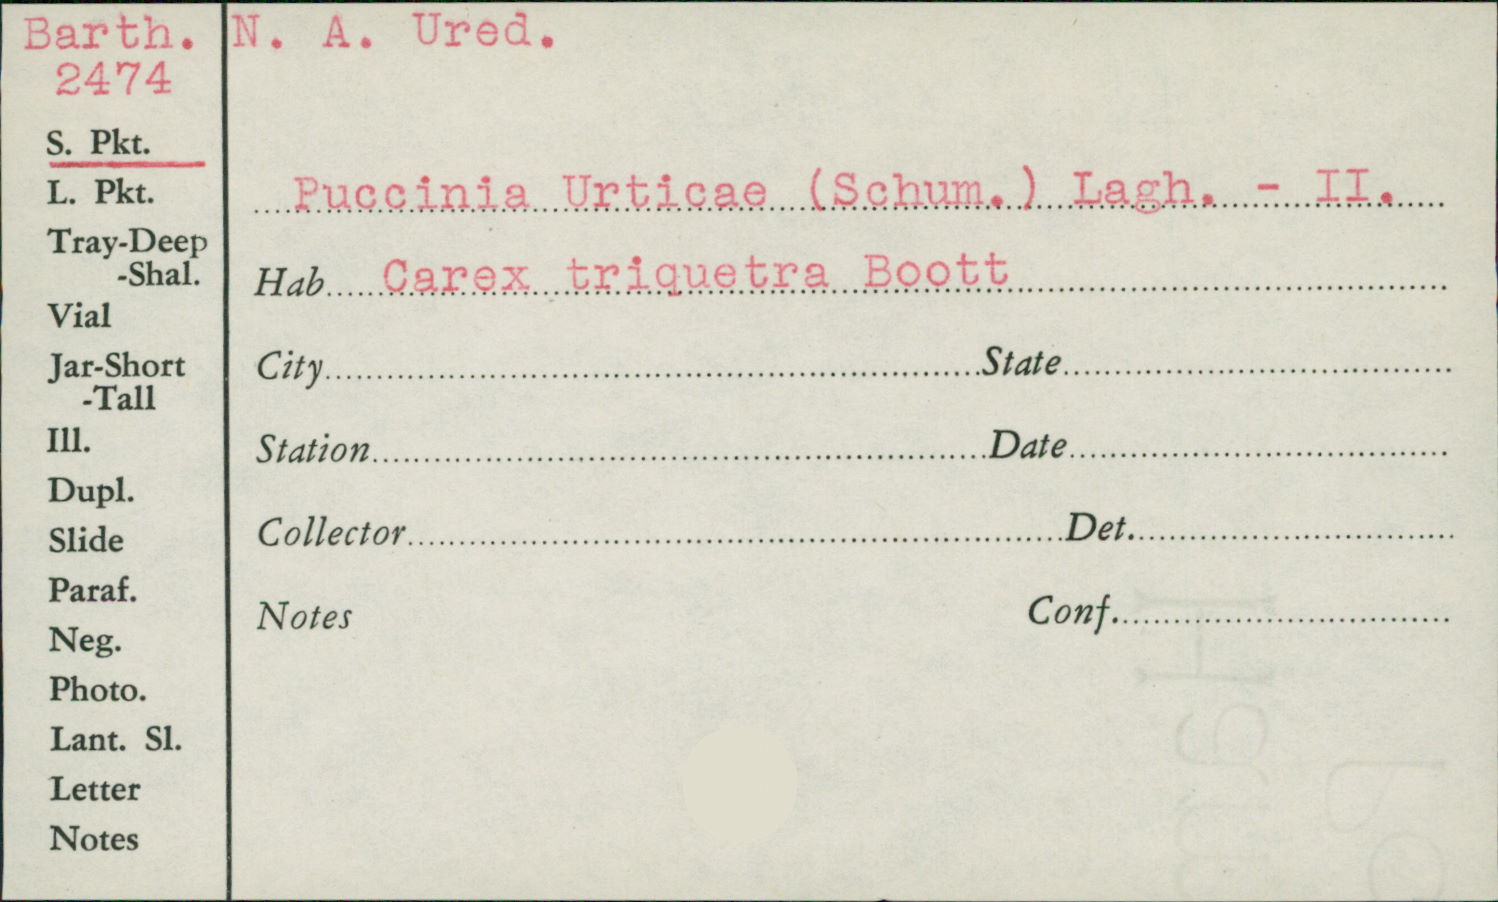 Barth. N. A. Ured.
2474
S. Pkt.
L. Pkt.
Tray-Deep
-Shal.
Vial
Jar-Short
-Tall
Ill.
Dupl.
Slide
Paraf.
Neg.
Photo.
Lant. Sl.
Letter
Notes
Puccinia Urticae (Schum.) Lagh. - II.
Hab. Carex triquetra Boott
City State
Station Date
Collector Det.
Notes Conf.